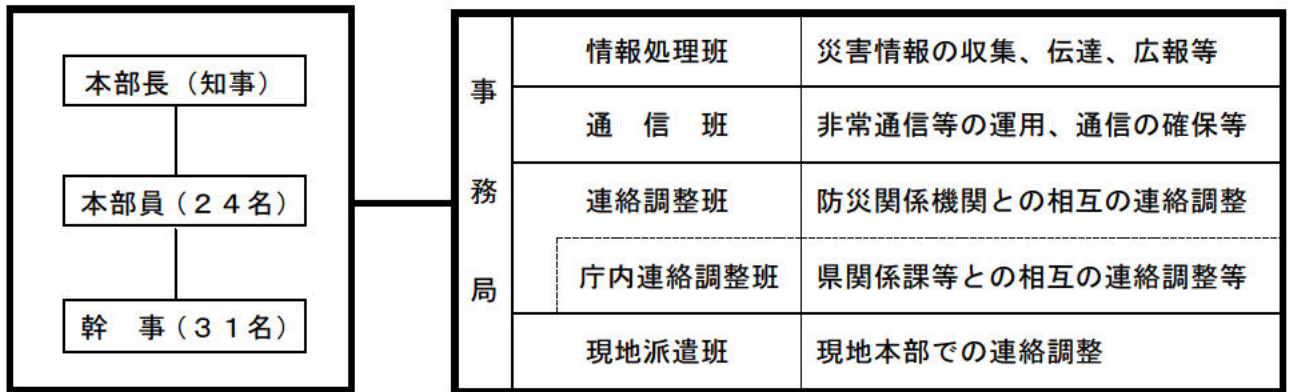 本部長（知事）
本部員（２４名）
幹　事（３１名）
事務局
情報処理班　災害情報の収集、伝達、広報等
通　信　班　非常通信等の運用、通信の確保等
連絡調整班　防災関係機関との相互の連絡調整
庁内連絡調整班　県関係課等との相互の連絡調整等
現地派遣班　現地本部での連絡調整